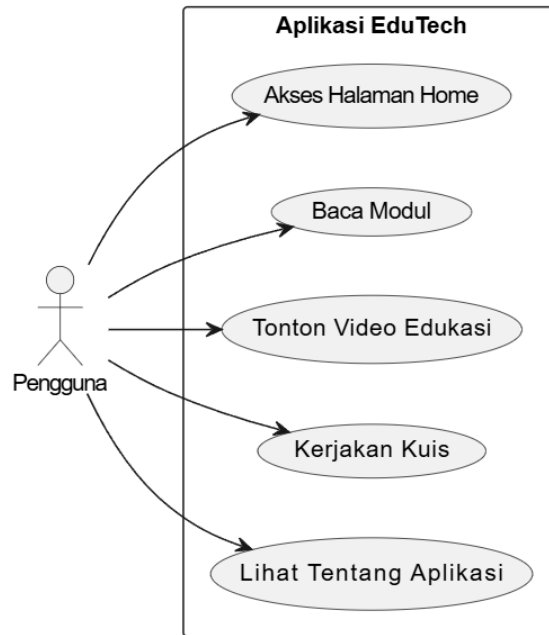 Aplikasi EduTech
Akses Halaman Home
Baca Modul
Tonton Video Edukasi
Pengguna
Kerjakan Kuis
Lihat Tentang Aplikasi